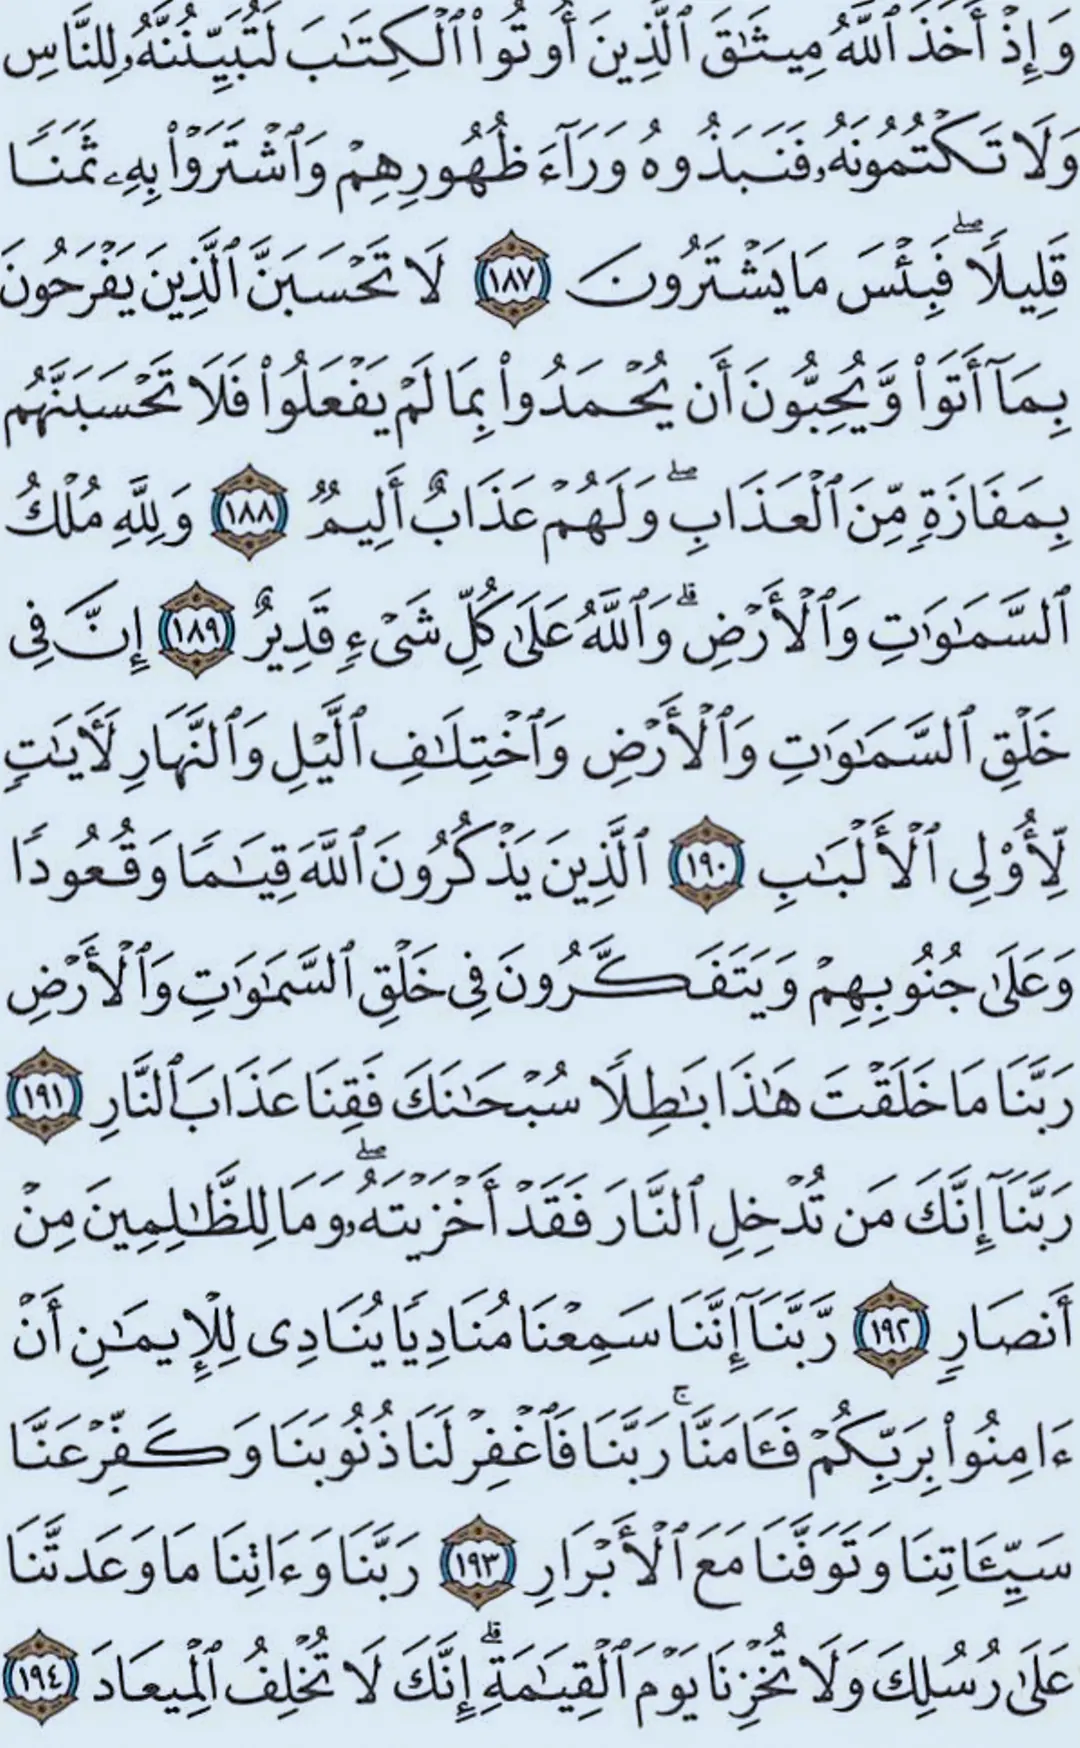 وَإِذْ أَخَذَ ٱللَّهُ مِيثَٰقَ ٱلَّذِينَ أُوتُوا۟ ٱلْكِتَٰبَ لَتُبَيِّنُنَّهُۥ لِلنَّاسِ
وَلَا تَكْتُمُونَهُۥ فَنَبَذُوهُ وَرَآءَ ظُهُورِهِمْ وَٱشْتَرَوْا۟ بِهِۦ ثَمَنًا
قَلِيلًا ۖ فَبِئْسَ مَا يَشْتَرُونَ ١٨٧ لَا تَحْسَبَنَّ ٱلَّذِينَ يَفْرَحُونَ
بِمَآ أَتَوا۟ وَّيُحِبُّونَ أَن يُحْمَدُوا۟ بِمَا لَمْ يَفْعَلُوا۟ فَلَا تَحْسَبَنَّهُم
بِمَفَازَةٍ مِّنَ ٱلْعَذَابِ ۖ وَلَهُمْ عَذَابٌ أَلِيمٌ ١٨٨ وَلِلَّهِ مُلْكُ
ٱلسَّمَٰوَٰتِ وَٱلْأَرْضِ ۗ وَٱللَّهُ عَلَىٰ كُلِّ شَىْءٍ قَدِيرٌ ١٨٩ إِنَّ فِى
خَلْقِ ٱلسَّمَٰوَٰتِ وَٱلْأَرْضِ وَٱخْتِلَٰفِ ٱلَّيْلِ وَٱلنَّهَارِ لَأَيَٰتٍ
لِّأُو۟لِى ٱلْأَلْبَٰبِ ١٩٠ ٱلَّذِينَ يَذْكُرُونَ ٱللَّهَ قِيَٰمًا وَقُعُودًا
وَعَلَىٰ جُنُوبِهِمْ وَيَتَفَكَّرُونَ فِى خَلْقِ ٱلسَّمَٰوَٰتِ وَٱلْأَرْضِ
رَبَّنَا مَا خَلَقْتَ هَٰذَا بَٰطِلًا سُبْحَٰنَكَ فَقِنَا عَذَابَ ٱلنَّارِ ١٩١
رَبَّنَآ إِنَّكَ مَن تُدْخِلِ ٱلنَّارَ فَقَدْ أَخْزَيْتَهُۥ ۖ وَمَا لِلظَّٰلِمِينَ مِنْ
أَنصَارٍ ١٩٢ رَّبَّنَآ إِنَّنَا سَمِعْنَا مُنَادِيًا يُنَادِى لِلْإِيمَٰنِ أَنْ
ءَامِنُوا۟ بِرَبِّكُمْ فَـَٔامَنَّا ۚ رَبَّنَا فَٱغْفِرْ لَنَا ذُنُوبَنَا وَكَفِّرْ عَنَّا
سَيِّـَٔاتِنَا وَتَوَفَّنَا مَعَ ٱلْأَبْرَارِ ١٩٣ رَبَّنَا وَءَاتِنَا مَا وَعَدتَّنَا
عَلَىٰ رُسُلِكَ وَلَا تُخْزِنَا يَوْمَ ٱلْقِيَٰمَةِ ۗ إِنَّكَ لَا تُخْلِفُ ٱلْمِيعَادَ ١٩٤